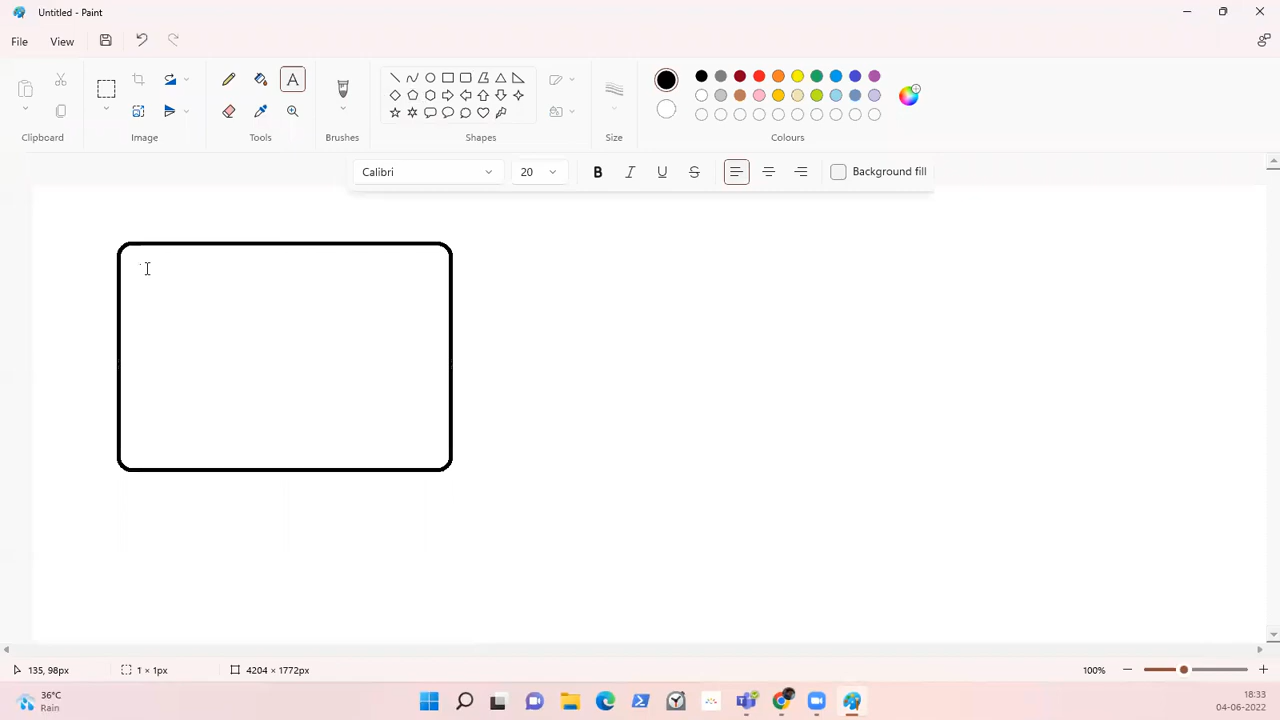 Untitled - Paint
File View
Clipboard Image Tools Brushes Shapes Size Colours
Calibri 20 B I U S Background fill
135, 98px 1 × 1px 4204 × 1772px 100%
36°C
Rain
18:33
04-06-2022